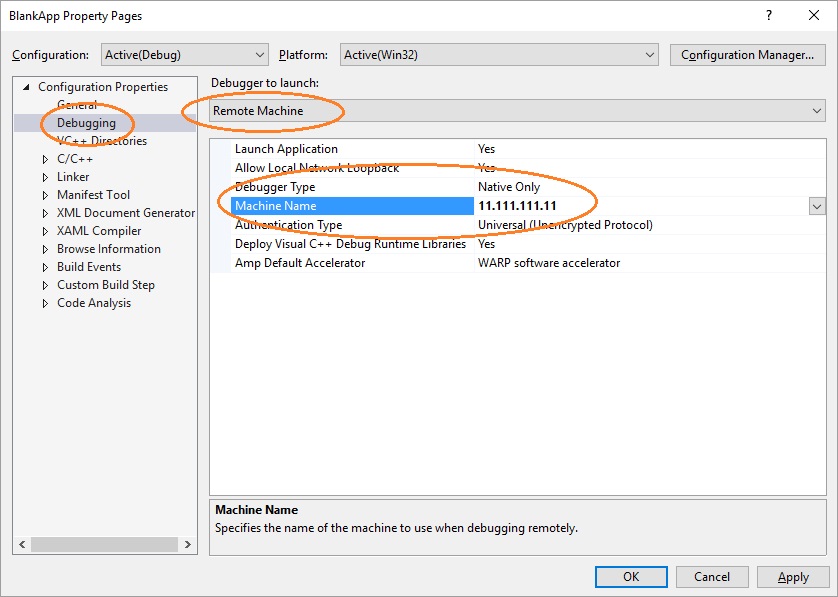 BlankApp Property Pages
?
Configuration: Active(Debug) Platform: Active(Win32) Configuration Manager...
Configuration Properties
General
Debugging
VC++ Directories
C/C++
Linker
Manifest Tool
XML Document Generator
XAML Compiler
Browse Information
Build Events
Custom Build Step
Code Analysis
Debugger to launch:
Remote Machine
Launch Application Yes
Allow Local Network Loopback Yes
Debugger Type Native Only
Machine Name 11.111.111.11
Authentication Type Universal (Unencrypted Protocol)
Deploy Visual C++ Debug Runtime Libraries Yes
Amp Default Accelerator WARP software accelerator
Machine Name
Specifies the name of the machine to use when debugging remotely.
OK Cancel Apply